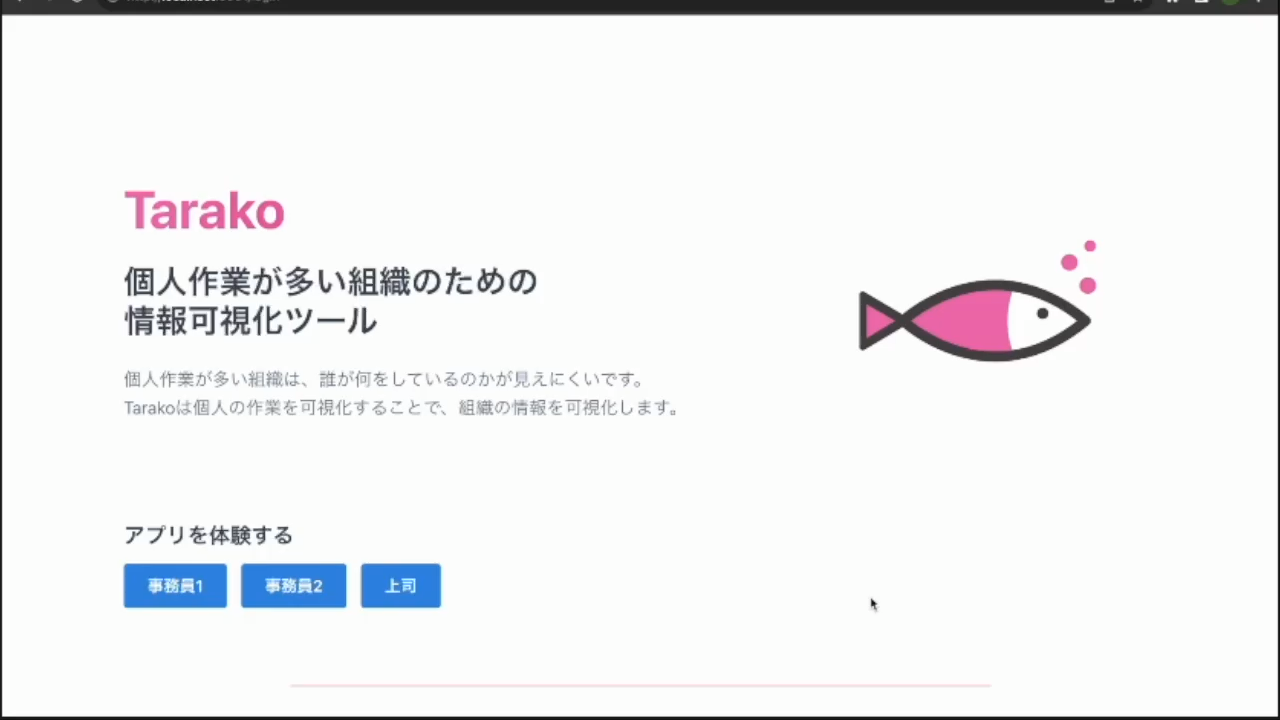 Tarako
個人作業が多い組織のための
情報可視化ツール
個人作業が多い組織は、誰が何をしているのかが見えにくいです。
Tarakoは個人の作業を可視化することで、組織の情報を可視化します。
アプリを体験する
事務員1
事務員2
上司